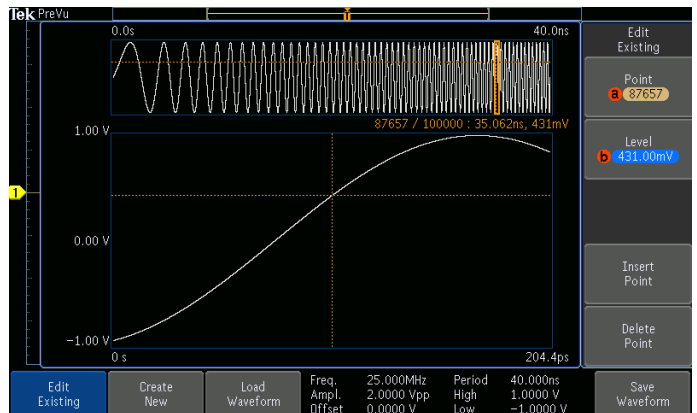 Tek PreVu
T
0.0s 40.0ns
87657 / 100000 : 35.062ns, 431mV
1.00 V
1
0.00 V
-1.00 V
0 s 204.4ps
Edit
Existing
Point
a 87657
Level
b 431.00mV
Insert
Point
Delete
Point
Edit
Existing
Create
New
Load
Waveform
Freq. 25.000MHz Period 40.000ns
Ampl. 2.0000 Vpp High 1.0000 V
Offset 0.0000 V Low -1.0000 V
Save
Waveform